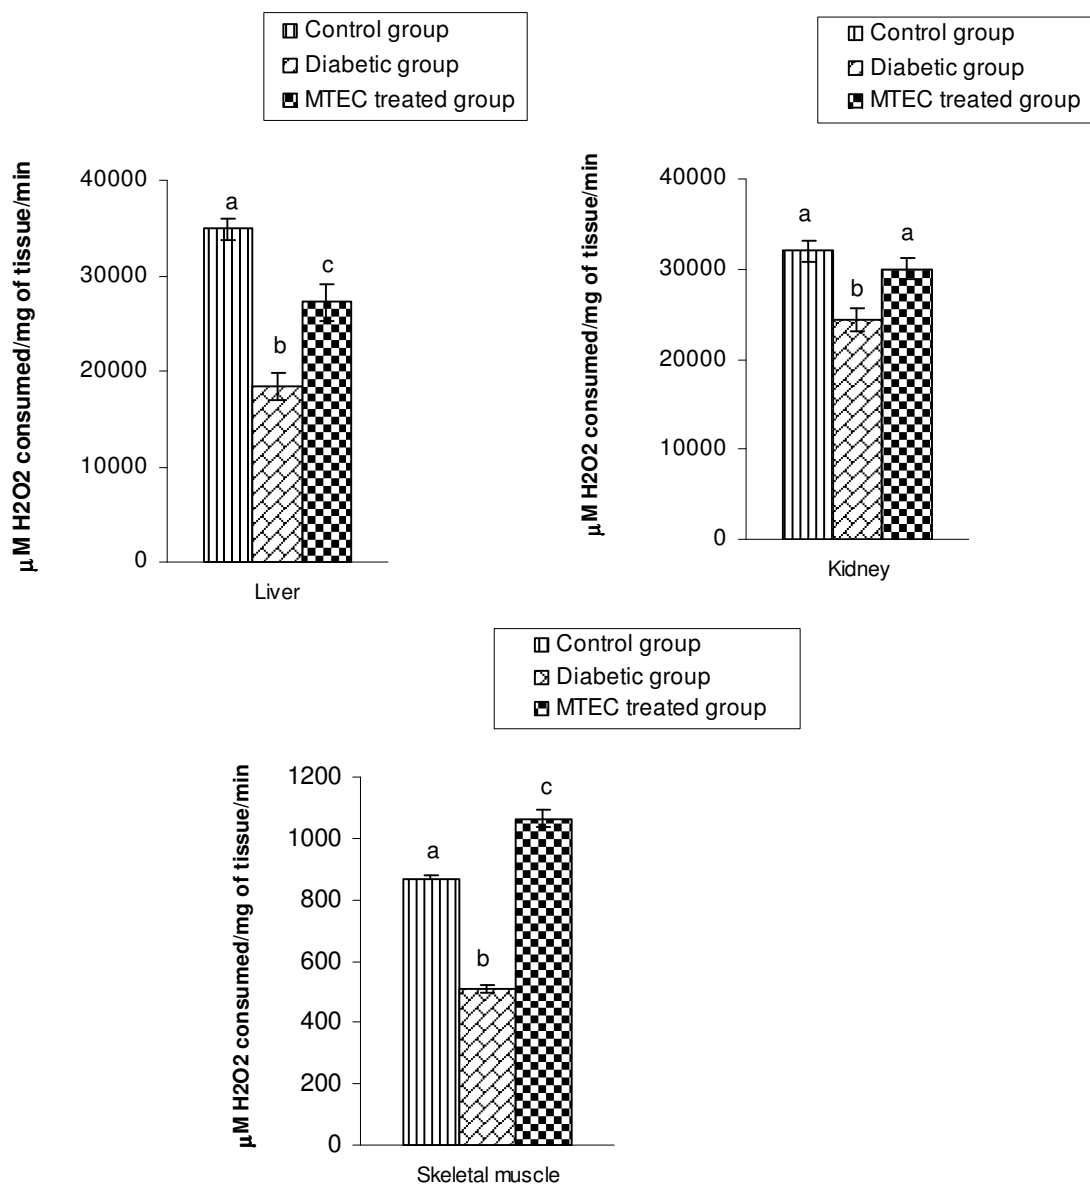 Control group
Diabetic group
MTEC treated group
μM H2O2 consumed/mg of tissue/min
40000
30000
20000
10000
0
a
b
c
Liver
Control group
Diabetic group
MTEC treated group
μM H2O2 consumed/mg of tissue/min
40000
30000
20000
10000
0
a
b
a
Kidney
Control group
Diabetic group
MTEC treated group
μM H2O2 consumed/mg of tissue/min
1200
1000
800
600
400
200
0
a
b
c
Skeletal muscle